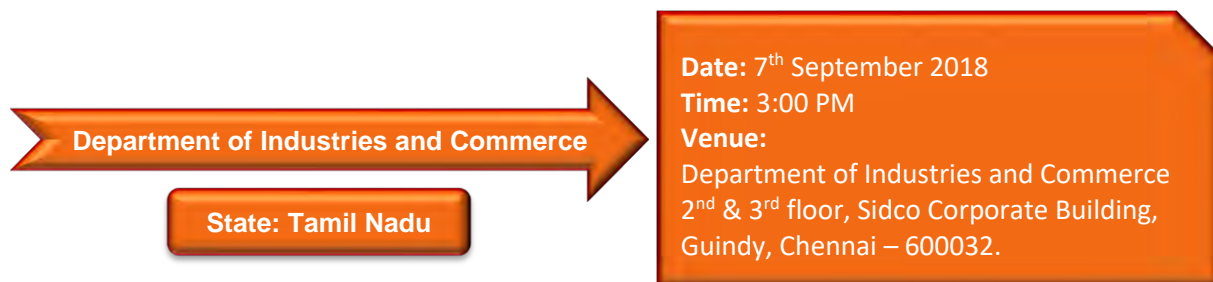 Department of Industries and Commerce
State: Tamil Nadu
Date: 7th September 2018
Time: 3:00 PM
Venue:
Department of Industries and Commerce
2nd & 3rd floor, Sidco Corporate Building,
Guindy, Chennai – 600032.